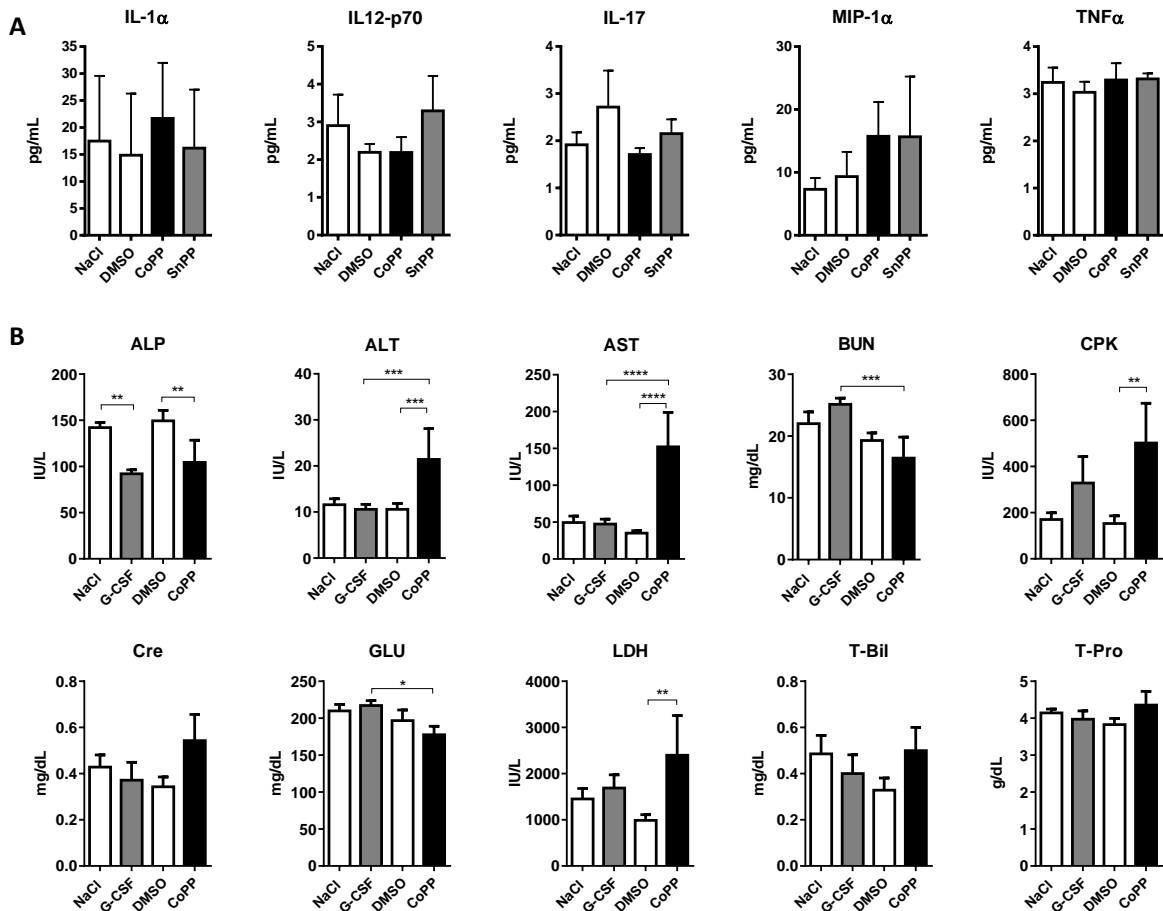 A
IL-1α
IL12-p70
IL-17
MIP-1α
TNFα
pg/mL
35
30
25
20
15
10
5
0
NaCl
DMSO
CoPP
SnPP
pg/mL
5
4
3
2
1
0
NaCl
DMSO
CoPP
SnPP
pg/mL
4
3
2
1
0
NaCl
DMSO
CoPP
SnPP
pg/mL
30
20
10
0
NaCl
DMSO
CoPP
SnPP
pg/mL
4
3
2
1
0
NaCl
DMSO
CoPP
SnPP
B
ALP
ALT
AST
BUN
CPK
IU/L
200
150
100
50
0
**
**
NaCl
G-CSF
DMSO
CoPP
IU/L
40
30
20
10
0
***
***
NaCl
G-CSF
DMSO
CoPP
IU/L
250
200
150
100
50
0
****
****
NaCl
G-CSF
DMSO
CoPP
mg/dL
30
20
10
0
***
NaCl
G-CSF
DMSO
CoPP
IU/L
800
600
400
200
0
**
NaCl
G-CSF
DMSO
CoPP
Cre
GLU
LDH
T-Bil
T-Pro
mg/dL
0.8
0.6
0.4
0.2
0.0
NaCl
G-CSF
DMSO
CoPP
mg/dL
250
200
150
100
50
0
*
NaCl
G-CSF
DMSO
CoPP
IU/L
4000
3000
2000
1000
0
**
NaCl
G-CSF
DMSO
CoPP
mg/dL
0.8
0.6
0.4
0.2
0.0
NaCl
G-CSF
DMSO
CoPP
g/dL
5
4
3
2
1
0
NaCl
G-CSF
DMSO
CoPP